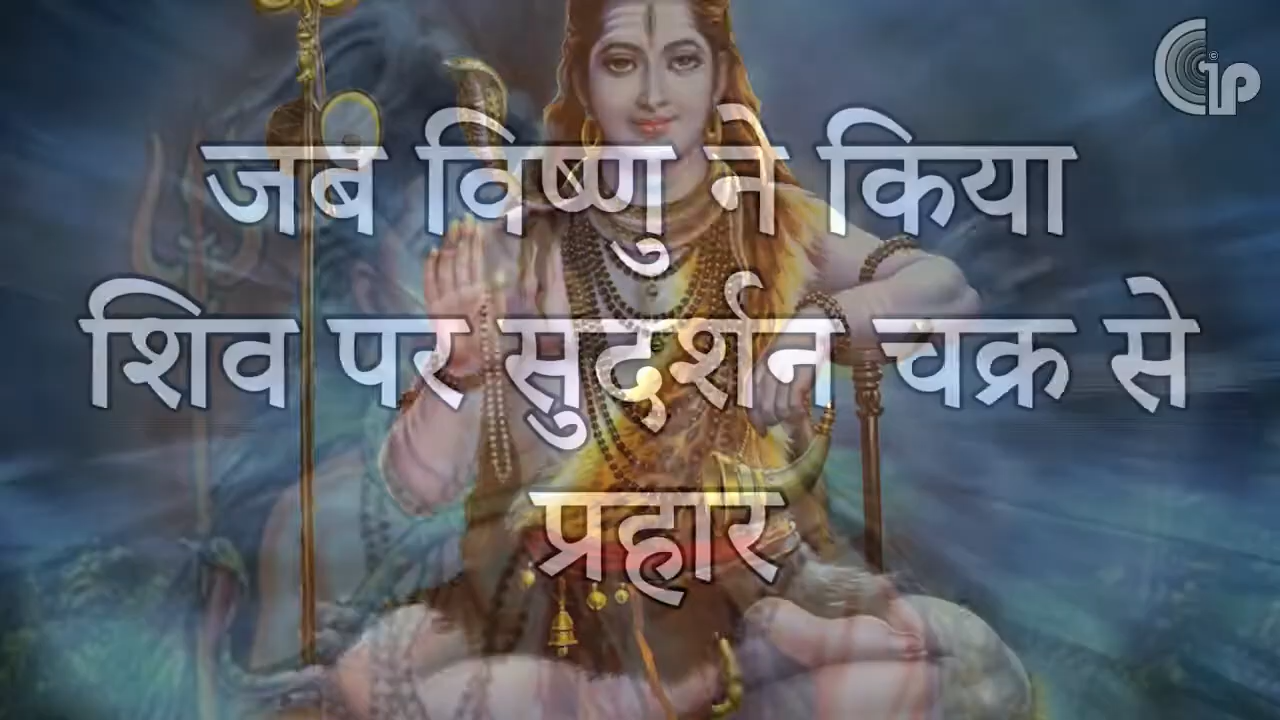 जब विष्णु ने किया
शिव पर सुदर्शन चक्र से
प्रहार